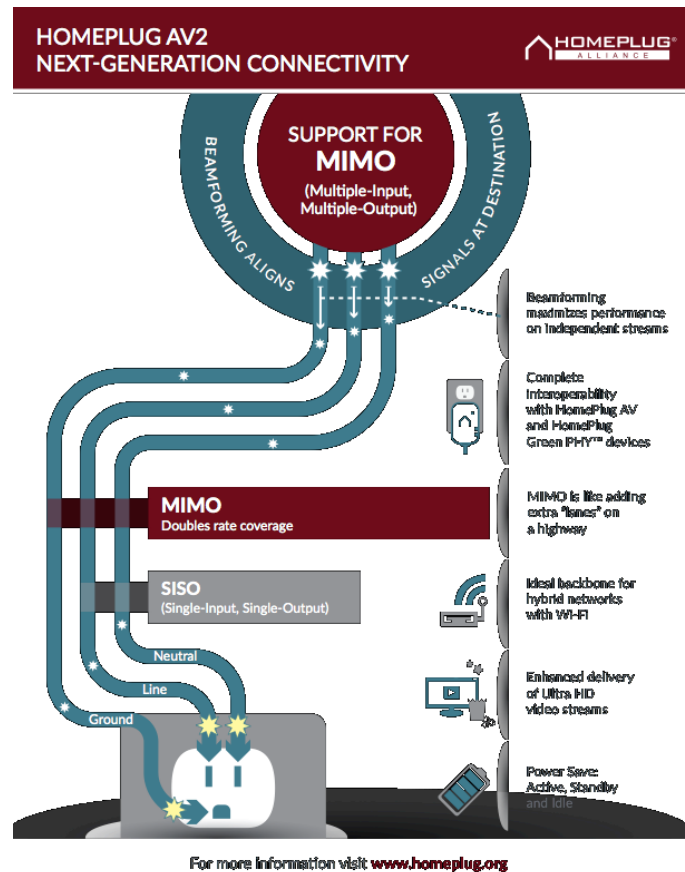 HOMEPLUG AV2
NEXT-GENERATION CONNECTIVITY
HOMEPLUG®
ALLIANCE
BEAMFORMING ALIGNS
SIGNALS AT DESTINATION
SUPPORT FOR
MIMO
(Multiple-Input,
Multiple-Output)
Beamforming
maximizes performance
on independent streams
Complete
interoperability
with HomePlug AV
and HomePlug
Green PHY™ devices
MIMO
Doubles rate coverage
MIMO is like adding
extra "lanes" on
a highway
SISO
(Single-Input, Single-Output)
Ideal backbone for
hybrid networks
with Wi-Fi
Neutral
Line
Ground
Enhanced delivery
of Ultra HD
video streams
Power Save:
Active, Standby
and Idle
For more information visit www.homeplug.org